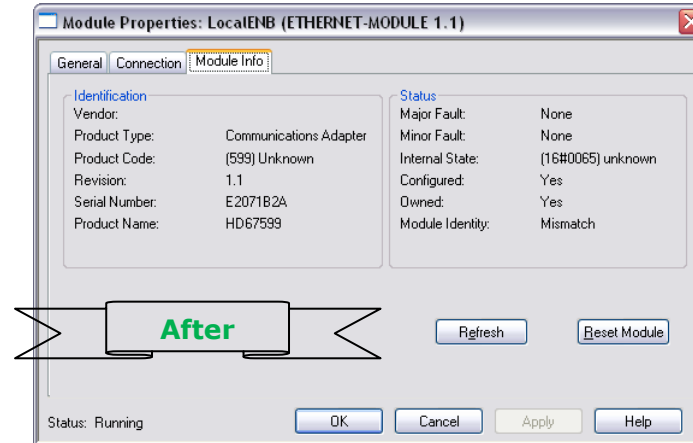 Module Properties: LocalENB (ETHERNET-MODULE 1.1)
General Connection Module Info
Identification
Vendor:
Product Type: Communications Adapter
Product Code: (599) Unknown
Revision: 1.1
Serial Number: E2071B2A
Product Name: HD67599
Status
Major Fault: None
Minor Fault: None
Internal State: (16#0065) unknown
Configured: Yes
Owned: Yes
Module Identity: Mismatch
After
Refresh Reset Module
Status: Running OK Cancel Apply Help